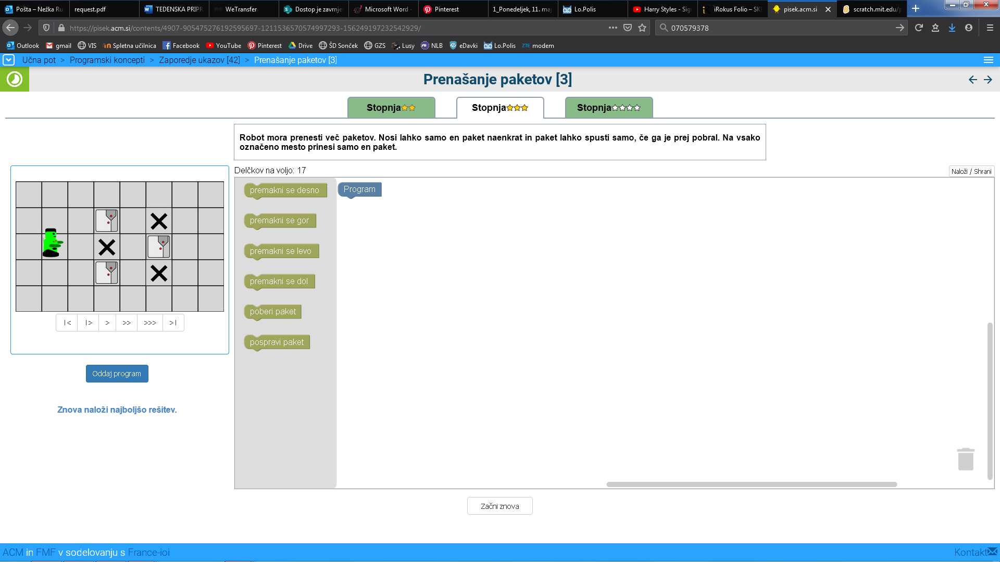 Pošta – Nežka Ru
request.pdf
TEDENSKA PRIPR
WeTransfer
Dostop je zavrnje
Microsoft Word -
Pinterest
1_Ponedeljek, 11. maj
Lo.Polis
Harry Styles - Sign
iRokus Folio – SKI
pisek.acm.si
scratch.mit.edu/p
https://pisek.acm.si/contents/4907-905475276192595697-1211536570574997293-156249197232542929/
070579378
Outlook
gmail
VIS
Spletna učilnica
Facebook
YouTube
Pinterest
Drive
ŠD Sonček
GZS
Lusy
NLB
eDavki
Lo.Polis
ZTE modem
Učna pot > Programski koncepti > Zaporedje ukazov [42] > Prenašanje paketov [3]
Prenašanje paketov [3]
Stopnja
Stopnja
Stopnja
Robot mora prenesti več paketov. Nosi lahko samo en paket naenkrat in paket lahko spusti samo, če ga je prej pobral. Na vsako
označeno mesto prinesi samo en paket.
Delčkov na voljo: 17
Naloži / Shrani
premakni se desno
Program
premakni se gor
premakni se levo
premakni se dol
poberi paket
pospravi paket
|< |> > >> >>> >|
Oddaj program
Znova naloži najboljšo rešitev.
Začni znova
ACM in FMF v sodelovanju s France-ioi
Kontakt